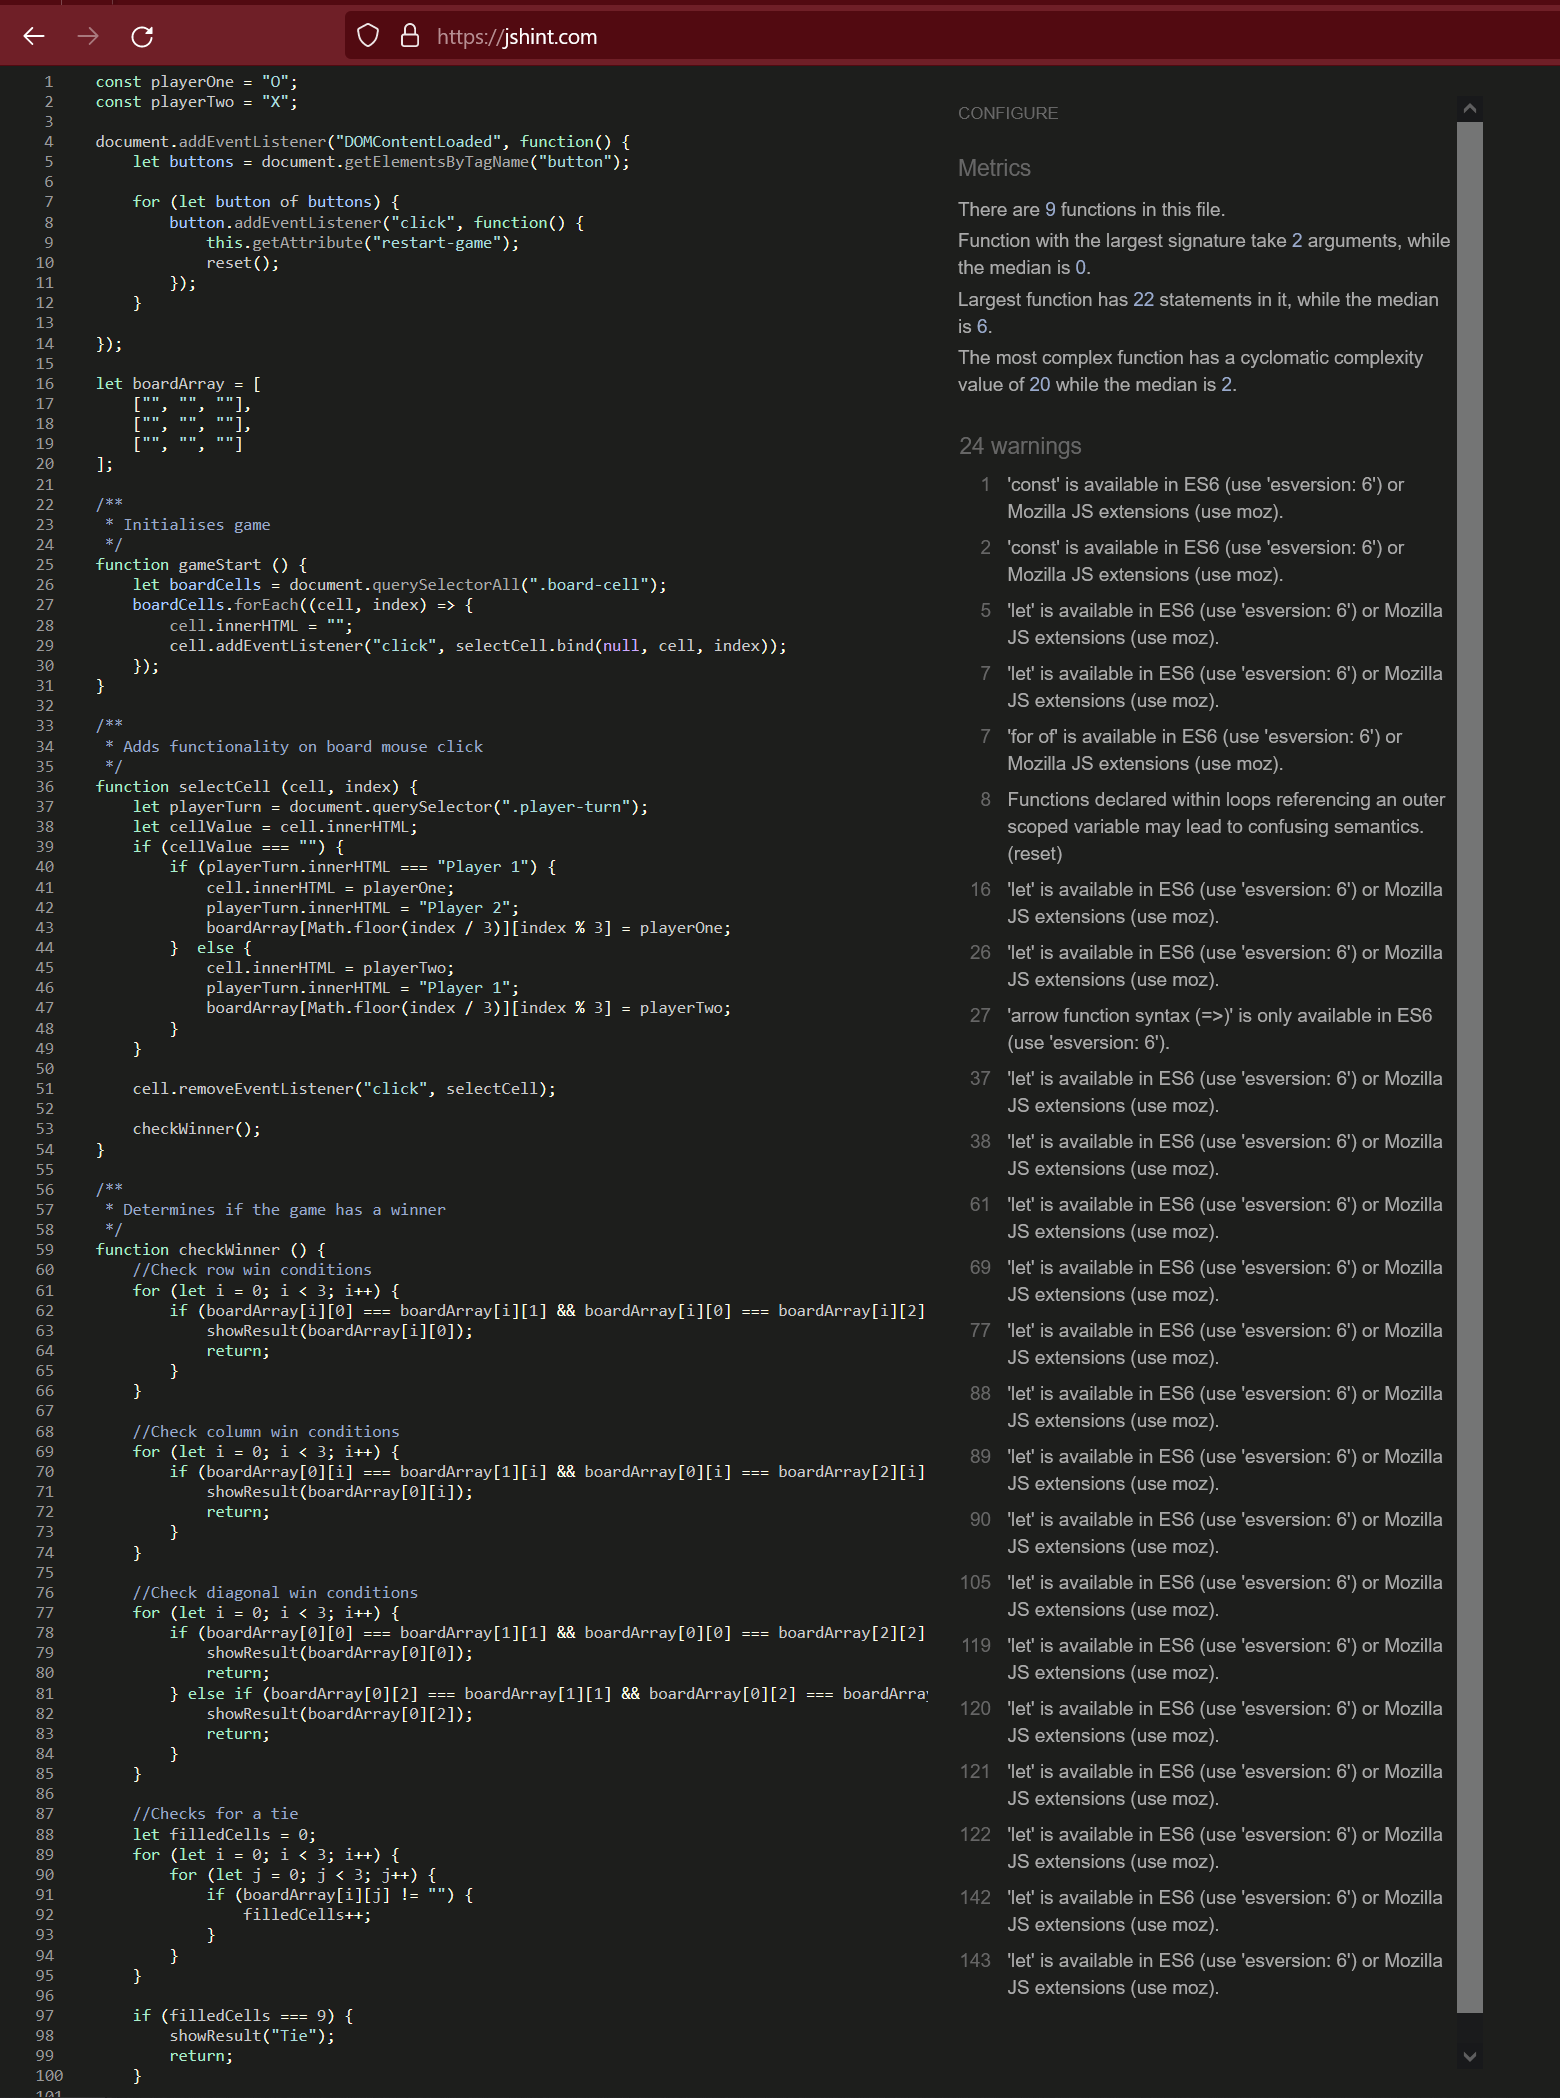 https://jshint.com
1 const playerOne = "O";
2 const playerTwo = "X";
3
4 document.addEventListener("DOMContentLoaded", function() {
5 let buttons = document.getElementsByTagName("button");
6
7 for (let button of buttons) {
8 button.addEventListener("click", function() {
9 this.getAttribute("restart-game");
10 reset();
11 });
12 }
13
14 });
15
16 let boardArray = [
17 ["", "", ""],
18 ["", "", ""],
19 ["", "", ""]
20 ];
21
22 /**
23 * Initialises game
24 */
25 function gameStart () {
26 let boardCells = document.querySelectorAll(".board-cell");
27 boardCells.forEach((cell, index) => {
28 cell.innerHTML = "";
29 cell.addEventListener("click", selectCell.bind(null, cell, index));
30 });
31 }
32
33 /**
34 * Adds functionality on board mouse click
35 */
36 function selectCell (cell, index) {
37 let playerTurn = document.querySelector(".player-turn");
38 let cellValue = cell.innerHTML;
39 if (cellValue === "") {
40 if (playerTurn.innerHTML === "Player 1") {
41 cell.innerHTML = playerOne;
42 playerTurn.innerHTML = "Player 2";
43 boardArray[Math.floor(index / 3)][index % 3] = playerOne;
44 } else {
45 cell.innerHTML = playerTwo;
46 playerTurn.innerHTML = "Player 1";
47 boardArray[Math.floor(index / 3)][index % 3] = playerTwo;
48 }
49 }
50
51 cell.removeEventListener("click", selectCell);
52
53 checkWinner();
54 }
55
56 /**
57 * Determines if the game has a winner
58 */
59 function checkWinner () {
60 //Check row win conditions
61 for (let i = 0; i < 3; i++) {
62 if (boardArray[i][0] === boardArray[i][1] && boardArray[i][0] === boardArray[i][2]
63 showResult(boardArray[i][0]);
64 return;
65 }
66 }
67
68 //Check column win conditions
69 for (let i = 0; i < 3; i++) {
70 if (boardArray[0][i] === boardArray[1][i] && boardArray[0][i] === boardArray[2][i]
71 showResult(boardArray[0][i]);
72 return;
73 }
74 }
75
76 //Check diagonal win conditions
77 for (let i = 0; i < 3; i++) {
78 if (boardArray[0][0] === boardArray[1][1] && boardArray[0][0] === boardArray[2][2]
79 showResult(boardArray[0][0]);
80 return;
81 } else if (boardArray[0][2] === boardArray[1][1] && boardArray[0][2] === boardArra
82 showResult(boardArray[0][2]);
83 return;
84 }
85 }
86
87 //Checks for a tie
88 let filledCells = 0;
89 for (let i = 0; i < 3; i++) {
90 for (let j = 0; j < 3; j++) {
91 if (boardArray[i][j] != "") {
92 filledCells++;
93 }
94 }
95 }
96
97 if (filledCells === 9) {
98 showResult("Tie");
99 return;
100 }
CONFIGURE
Metrics
There are 9 functions in this file.
Function with the largest signature take 2 arguments, while
the median is 0.
Largest function has 22 statements in it, while the median
is 6.
The most complex function has a cyclomatic complexity
value of 20 while the median is 2.
24 warnings
1 'const' is available in ES6 (use 'esversion: 6') or
Mozilla JS extensions (use moz).
2 'const' is available in ES6 (use 'esversion: 6') or
Mozilla JS extensions (use moz).
5 'let' is available in ES6 (use 'esversion: 6') or Mozilla
JS extensions (use moz).
7 'let' is available in ES6 (use 'esversion: 6') or Mozilla
JS extensions (use moz).
7 'for of' is available in ES6 (use 'esversion: 6') or
Mozilla JS extensions (use moz).
8 Functions declared within loops referencing an outer
scoped variable may lead to confusing semantics.
(reset)
16 'let' is available in ES6 (use 'esversion: 6') or Mozilla
JS extensions (use moz).
26 'let' is available in ES6 (use 'esversion: 6') or Mozilla
JS extensions (use moz).
27 'arrow function syntax (=>)' is only available in ES6
(use 'esversion: 6').
37 'let' is available in ES6 (use 'esversion: 6') or Mozilla
JS extensions (use moz).
38 'let' is available in ES6 (use 'esversion: 6') or Mozilla
JS extensions (use moz).
61 'let' is available in ES6 (use 'esversion: 6') or Mozilla
JS extensions (use moz).
69 'let' is available in ES6 (use 'esversion: 6') or Mozilla
JS extensions (use moz).
77 'let' is available in ES6 (use 'esversion: 6') or Mozilla
JS extensions (use moz).
88 'let' is available in ES6 (use 'esversion: 6') or Mozilla
JS extensions (use moz).
89 'let' is available in ES6 (use 'esversion: 6') or Mozilla
JS extensions (use moz).
90 'let' is available in ES6 (use 'esversion: 6') or Mozilla
JS extensions (use moz).
105 'let' is available in ES6 (use 'esversion: 6') or Mozilla
JS extensions (use moz).
119 'let' is available in ES6 (use 'esversion: 6') or Mozilla
JS extensions (use moz).
120 'let' is available in ES6 (use 'esversion: 6') or Mozilla
JS extensions (use moz).
121 'let' is available in ES6 (use 'esversion: 6') or Mozilla
JS extensions (use moz).
122 'let' is available in ES6 (use 'esversion: 6') or Mozilla
JS extensions (use moz).
142 'let' is available in ES6 (use 'esversion: 6') or Mozilla
JS extensions (use moz).
143 'let' is available in ES6 (use 'esversion: 6') or Mozilla
JS extensions (use moz).